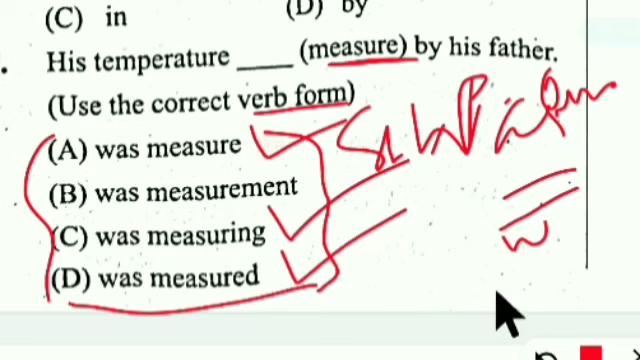 (C) in (D) by
. His temperature ____ (measure) by his father.
(Use the correct verb form)
(A) was measure
(B) was measurement
(C) was measuring
(D) was measured